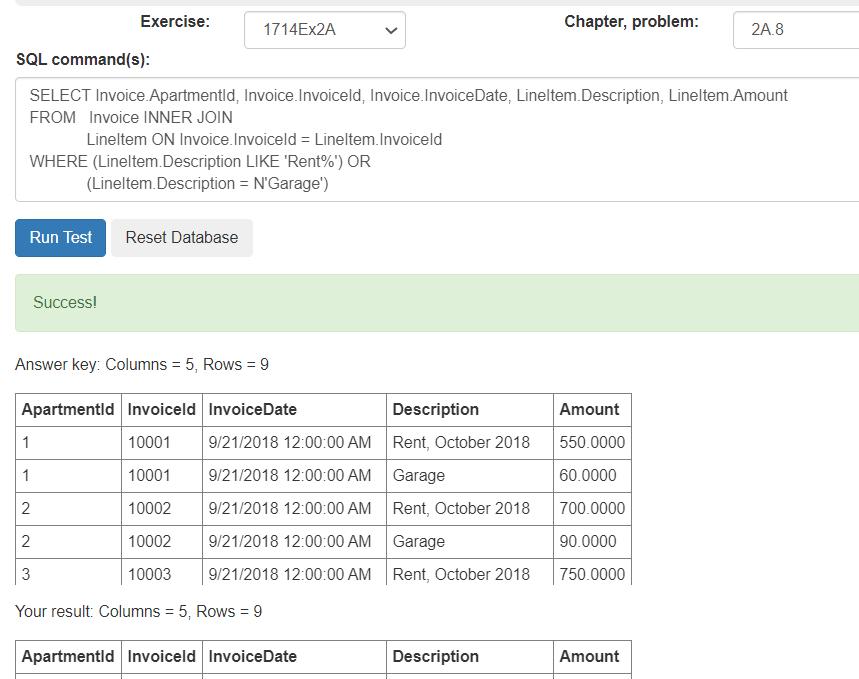 Exercise: 1714Ex2A Chapter, problem: 2A.8
SQL command(s):
SELECT Invoice.ApartmentId, Invoice.InvoiceId, Invoice.InvoiceDate, LineItem.Description, LineItem.Amount
FROM Invoice INNER JOIN
LineItem ON Invoice.InvoiceId = LineItem.InvoiceId
WHERE (LineItem.Description LIKE 'Rent%') OR
(LineItem.Description = N'Garage')
Run Test Reset Database
Success!
Answer key: Columns = 5, Rows = 9
ApartmentId InvoiceId InvoiceDate Description Amount
1 10001 9/21/2018 12:00:00 AM Rent, October 2018 550.0000
1 10001 9/21/2018 12:00:00 AM Garage 60.0000
2 10002 9/21/2018 12:00:00 AM Rent, October 2018 700.0000
2 10002 9/21/2018 12:00:00 AM Garage 90.0000
3 10003 9/21/2018 12:00:00 AM Rent, October 2018 750.0000
Your result: Columns = 5, Rows = 9
ApartmentId InvoiceId InvoiceDate Description Amount